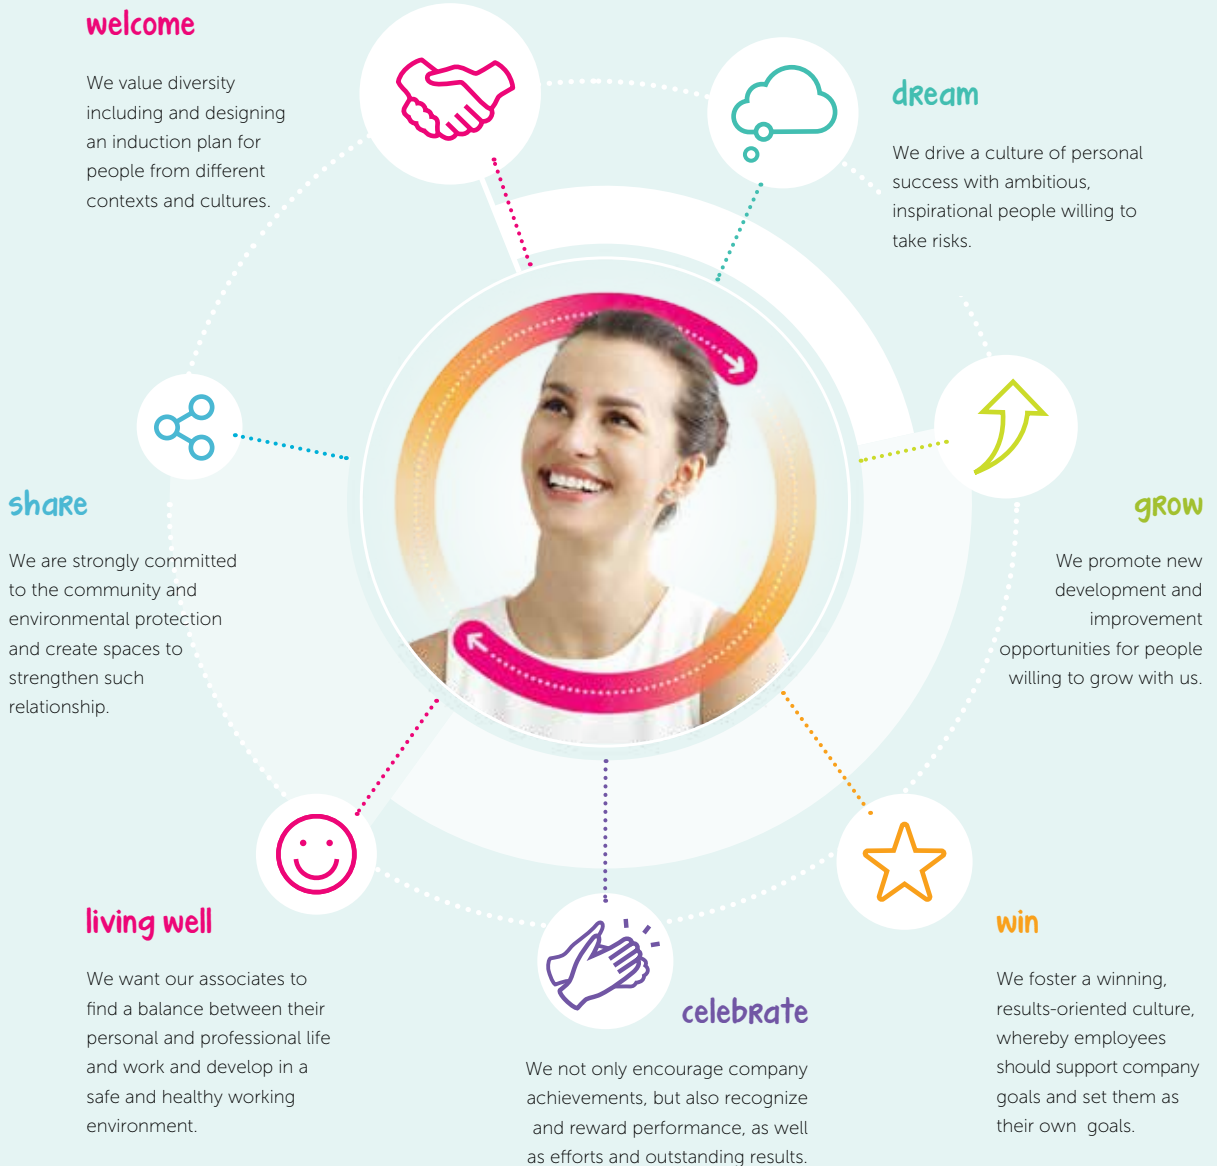 welcome
We value diversity
including and designing
an induction plan for
people from different
contexts and cultures.
dream
We drive a culture of personal
success with ambitious,
inspirational people willing to
take risks.
grow
We promote new
development and
improvement
opportunities for people
willing to grow with us.
win
We foster a winning,
results-oriented culture,
whereby employees
should support company
goals and set them as
their own goals.
celebrate
We not only encourage company
achievements, but also recognize
and reward performance, as well
as efforts and outstanding results.
living well
We want our associates to
find a balance between their
personal and professional life
and work and develop in a
safe and healthy working
environment.
share
We are strongly committed
to the community and
environmental protection
and create spaces to
strengthen such
relationship.